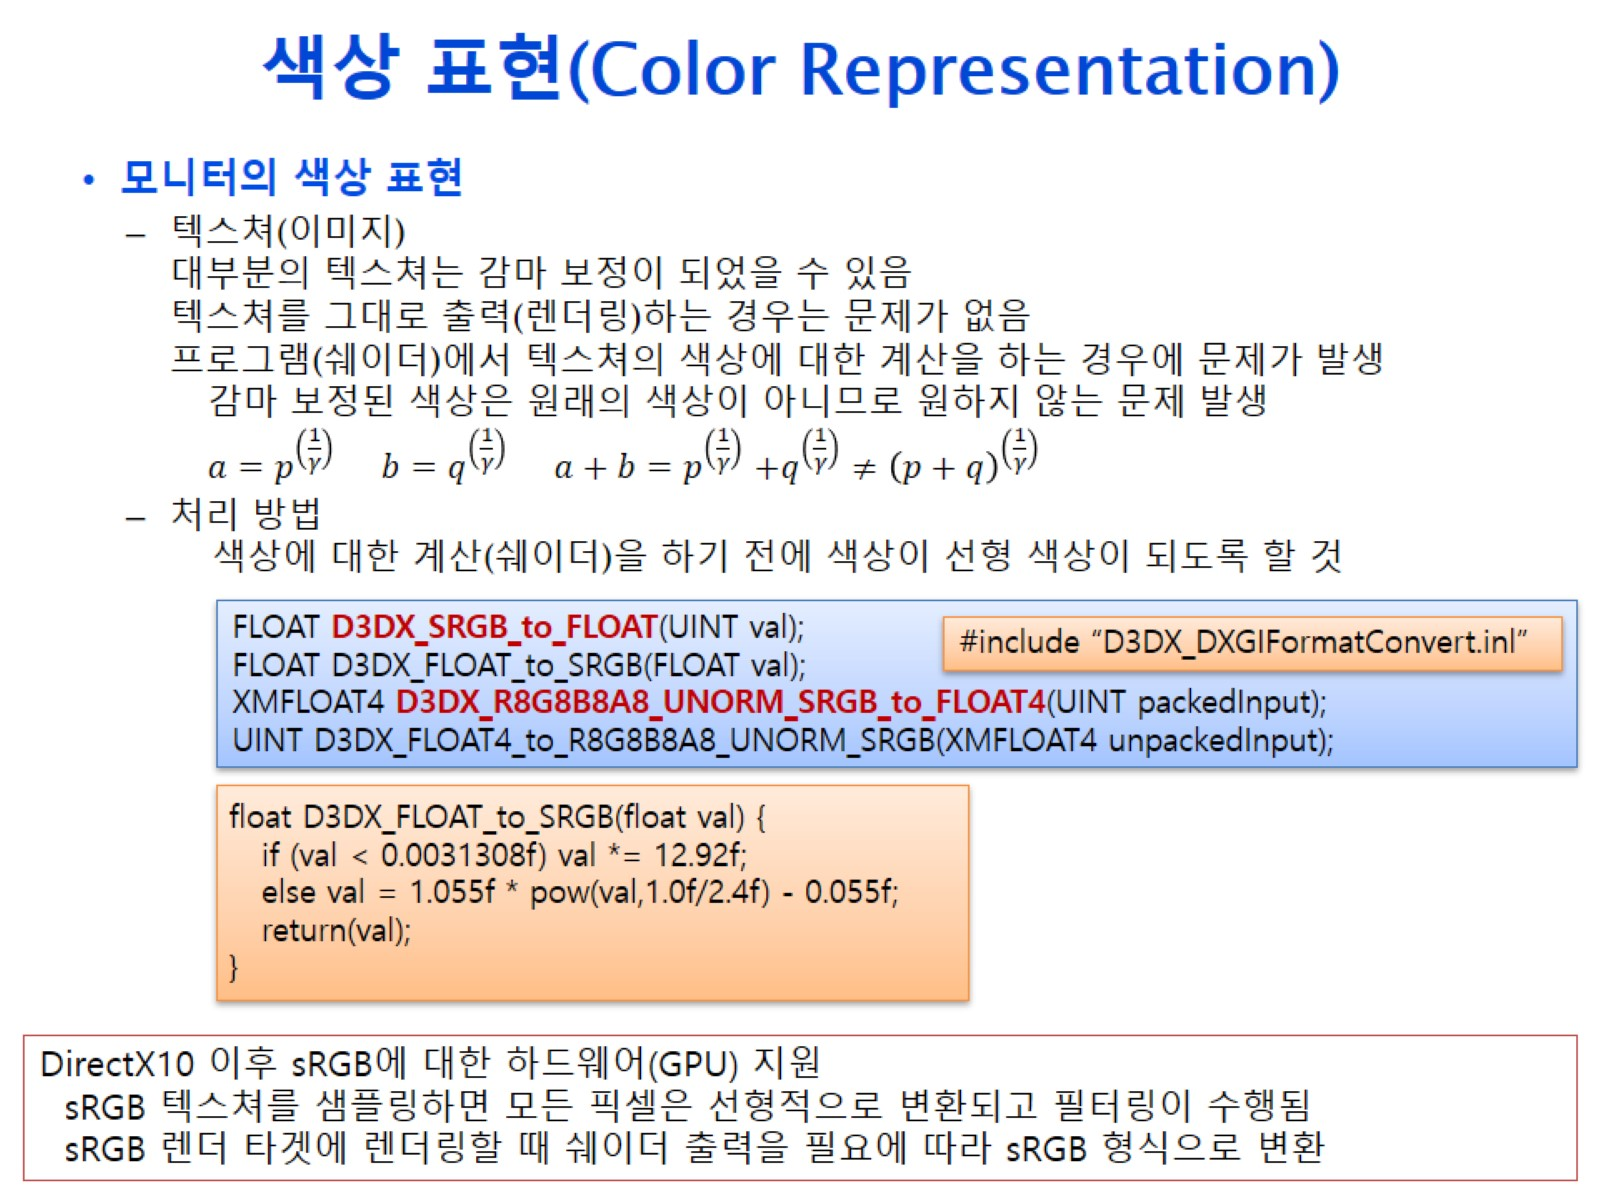 색상 표현(Color Representation)
• 모니터의 색상 표현
– 텍스쳐(이미지)
대부분의 텍스쳐는 감마 보정이 되었을 수 있음
텍스쳐를 그대로 출력(렌더링)하는 경우는 문제가 없음
프로그램(쉐이더)에서 텍스쳐의 색상에 대한 계산을 하는 경우에 문제가 발생
감마 보정된 색상은 원래의 색상이 아니므로 원하지 않는 문제 발생
a = p^(1/γ) b = q^(1/γ) a + b = p^(1/γ) +q^(1/γ) ≠ (p + q)^(1/γ)
– 처리 방법
색상에 대한 계산(쉐이더)을 하기 전에 색상이 선형 색상이 되도록 할 것
FLOAT D3DX_SRGB_to_FLOAT(UINT val);
#include “D3DX_DXGIFormatConvert.inl”
FLOAT D3DX_FLOAT_to_SRGB(FLOAT val);
XMFLOAT4 D3DX_R8G8B8A8_UNORM_SRGB_to_FLOAT4(UINT packedInput);
UINT D3DX_FLOAT4_to_R8G8B8A8_UNORM_SRGB(XMFLOAT4 unpackedInput);
float D3DX_FLOAT_to_SRGB(float val) {
if (val < 0.0031308f) val *= 12.92f;
else val = 1.055f * pow(val,1.0f/2.4f) - 0.055f;
return(val);
}
DirectX10 이후 sRGB에 대한 하드웨어(GPU) 지원
sRGB 텍스쳐를 샘플링하면 모든 픽셀은 선형적으로 변환되고 필터링이 수행됨
sRGB 렌더 타겟에 렌더링할 때 쉐이더 출력을 필요에 따라 sRGB 형식으로 변환